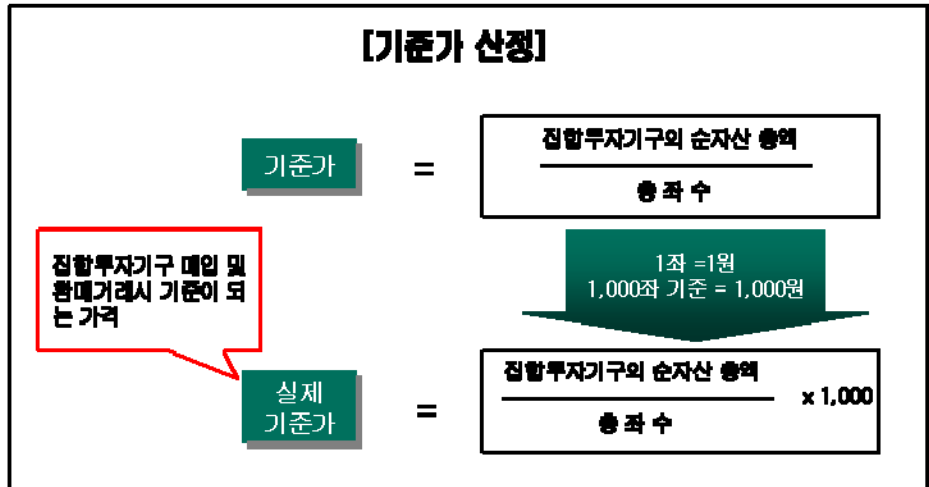 [기준가 산정]
기준가
=
집합투자기구의 순자산 총액
총 좌 수
집합투자기구 매입 및
환매거래시 기준이 되
는 가격
1좌 =1원
1,000좌 기준 = 1,000원
실제
기준가
=
집합투자기구의 순자산 총액
총 좌 수
x 1,000